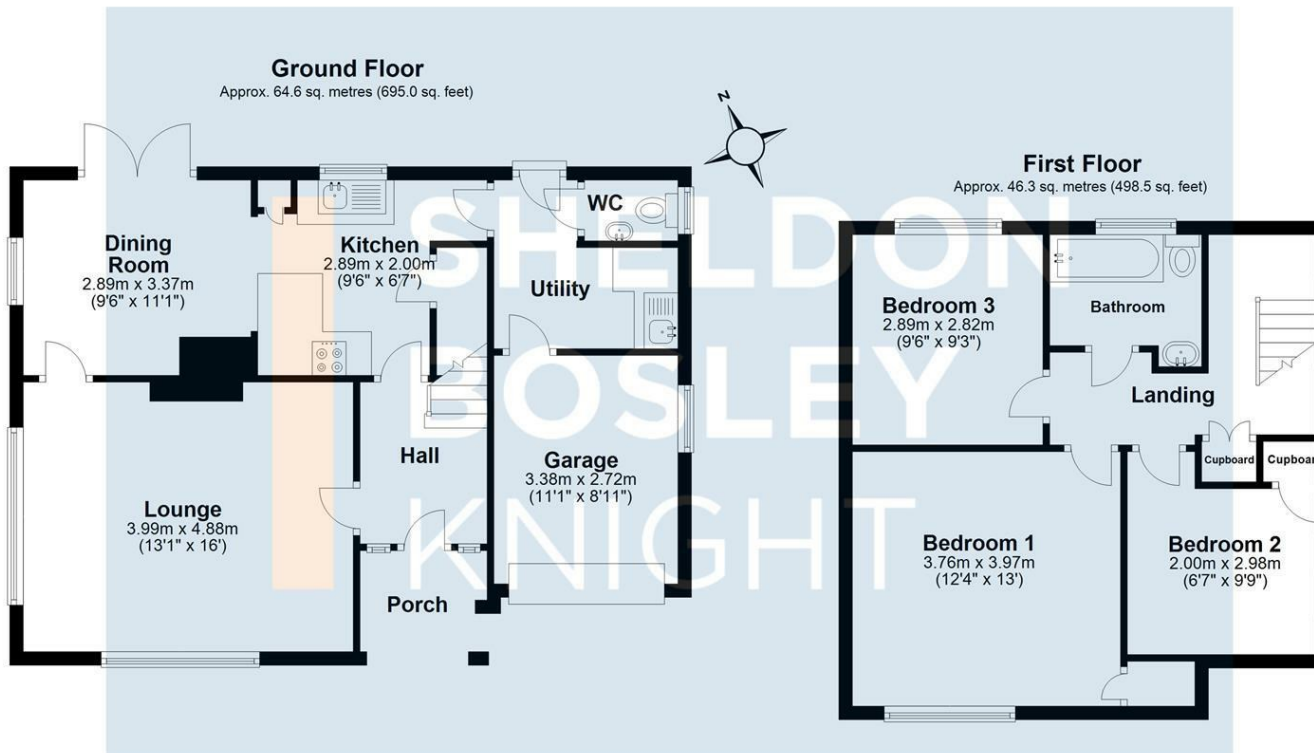 Ground Floor
Approx. 64.6 sq. metres (695.0 sq. feet)
N
First Floor
Approx. 46.3 sq. metres (498.5 sq. feet)
Dining
Room
2.89m x 3.37m
(9'6" x 11'1")
Kitchen
2.89m x 2.00m
(9'6" x 6'7")
WC
Utility
Lounge
3.99m x 4.88m
(13'1" x 16')
Hall
Porch
Garage
3.38m x 2.72m
(11'1" x 8'11")
Bedroom 3
2.89m x 2.82m
(9'6" x 9'3")
Bathroom
Landing
Cupboard
Cupboar
Bedroom 1
3.76m x 3.97m
(12'4" x 13')
Bedroom 2
2.00m x 2.98m
(6'7" x 9'9")
SHELDON
BOSLEY
KNIGHT